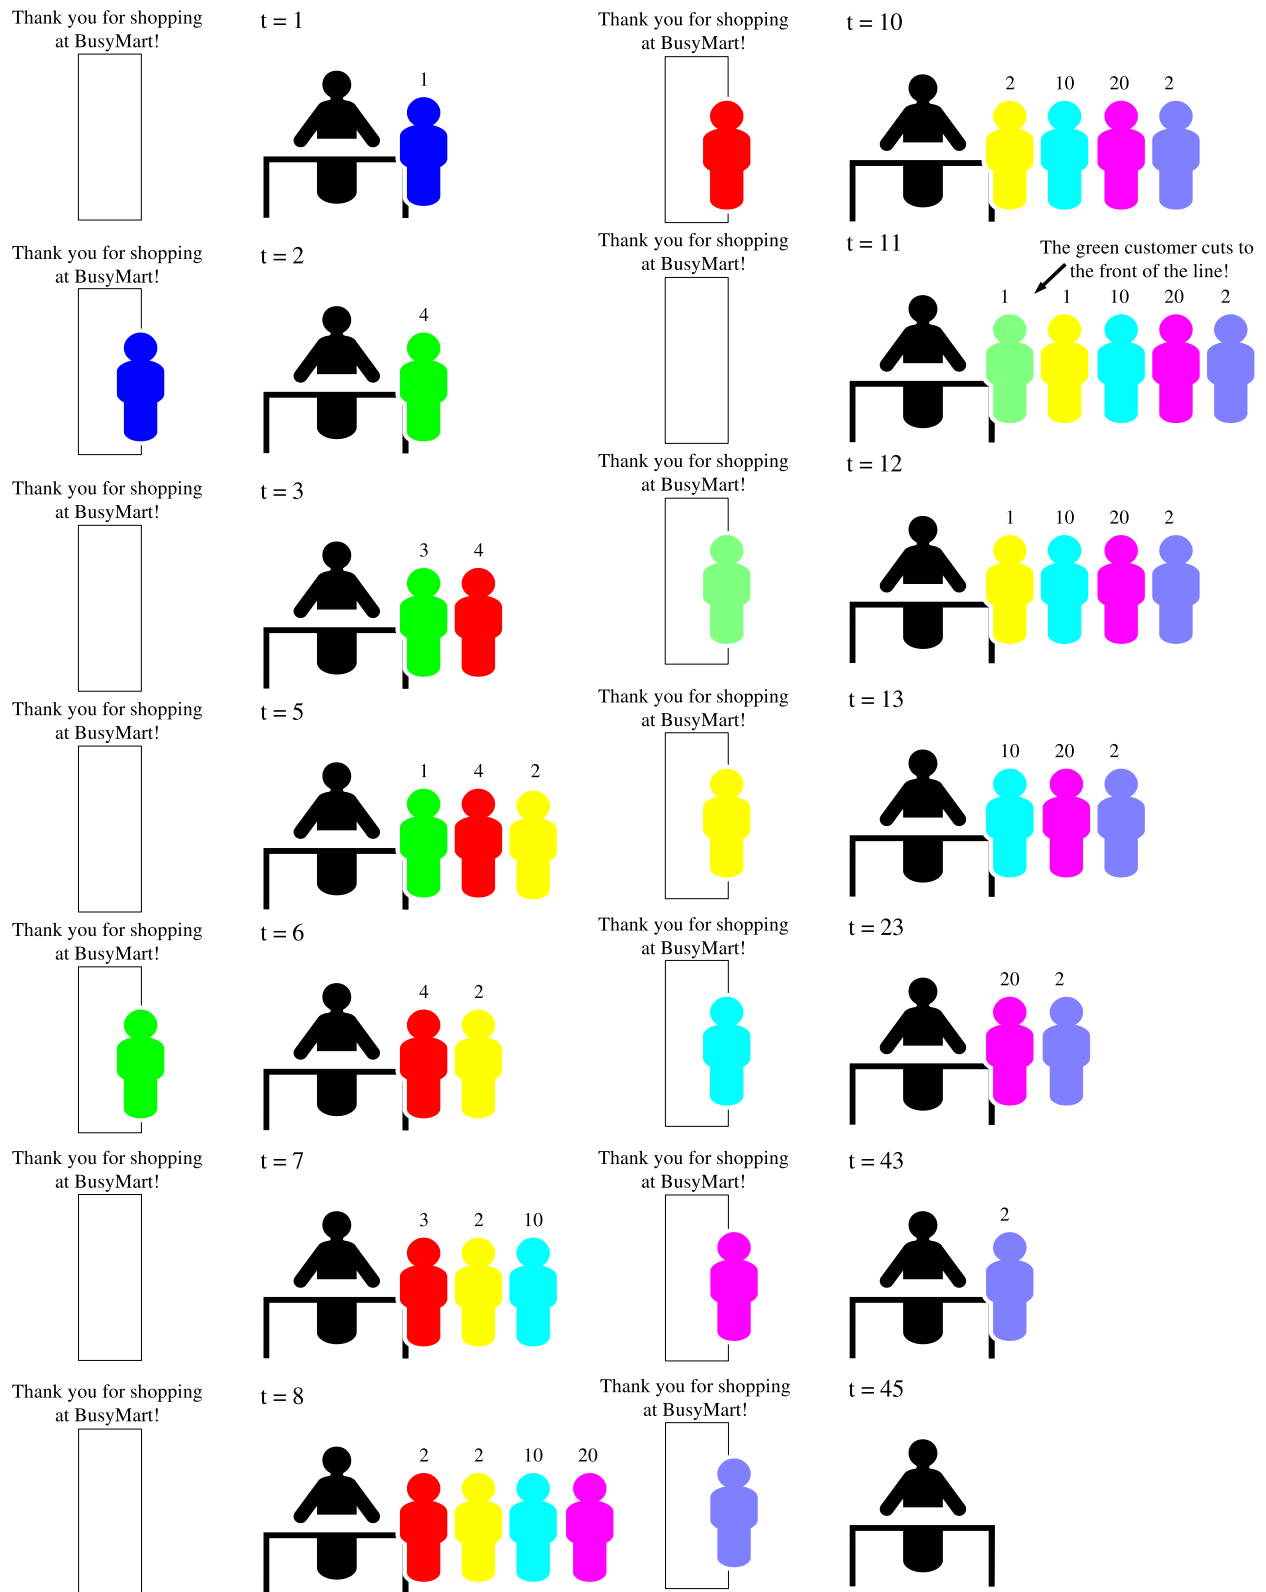 Thank you for shopping
at BusyMart!
t = 1
1
Thank you for shopping
at BusyMart!
t = 2
4
Thank you for shopping
at BusyMart!
t = 3
3 4
Thank you for shopping
at BusyMart!
t = 5
1 4 2
Thank you for shopping
at BusyMart!
t = 6
4 2
Thank you for shopping
at BusyMart!
t = 7
3 2 10
Thank you for shopping
at BusyMart!
t = 8
2 2 10 20
Thank you for shopping
at BusyMart!
t = 10
2 10 20 2
Thank you for shopping
at BusyMart!
t = 11
The green customer cuts to
the front of the line!
1 1 10 20 2
Thank you for shopping
at BusyMart!
t = 12
1 10 20 2
Thank you for shopping
at BusyMart!
t = 13
10 20 2
Thank you for shopping
at BusyMart!
t = 23
20 2
Thank you for shopping
at BusyMart!
t = 43
2
Thank you for shopping
at BusyMart!
t = 45